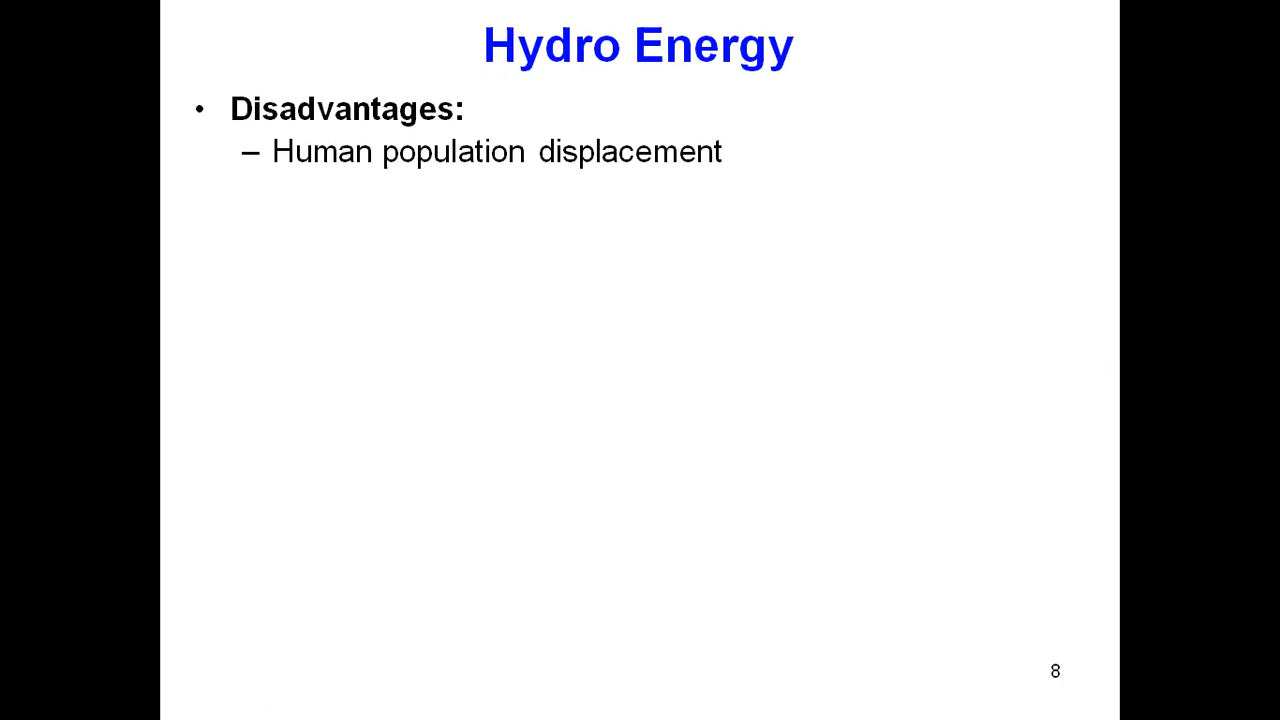 Hydro Energy
• Disadvantages:
– Human population displacement
8